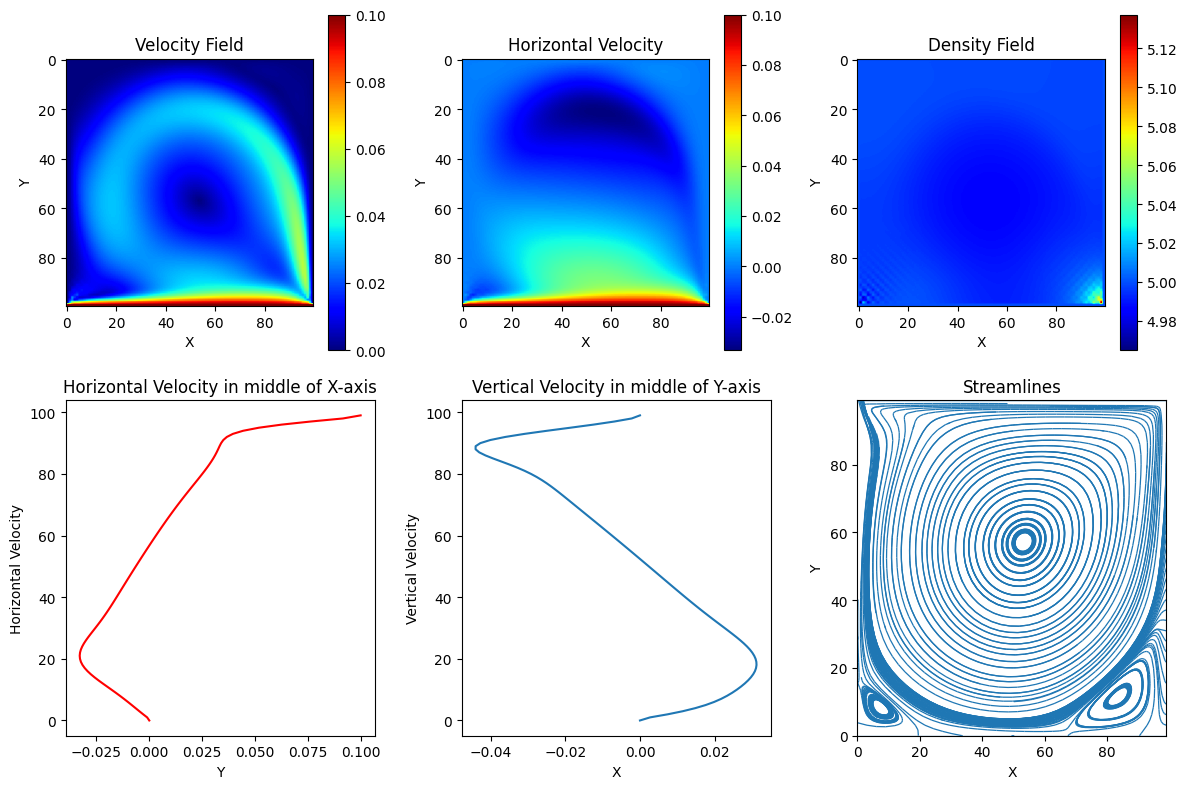 Velocity Field
0
20
40
60
80
Y
0 20 40 60 80
X
0.10
0.08
0.06
0.04
0.02
0.00
Horizontal Velocity
0
20
40
60
80
Y
0 20 40 60 80
X
0.10
0.08
0.06
0.04
0.02
0.00
−0.02
Density Field
0
20
40
60
80
Y
0 20 40 60 80
X
5.12
5.10
5.08
5.06
5.04
5.02
5.00
4.98
Horizontal Velocity in middle of X-axis
100
80
60
40
20
0
Horizontal Velocity
−0.025 0.000 0.025 0.050 0.075 0.100
Y
Vertical Velocity in middle of Y-axis
100
80
60
40
20
0
Vertical Velocity
−0.04 −0.02 0.00 0.02
X
Streamlines
80
60
40
20
0
Y
0 20 40 60 80
X